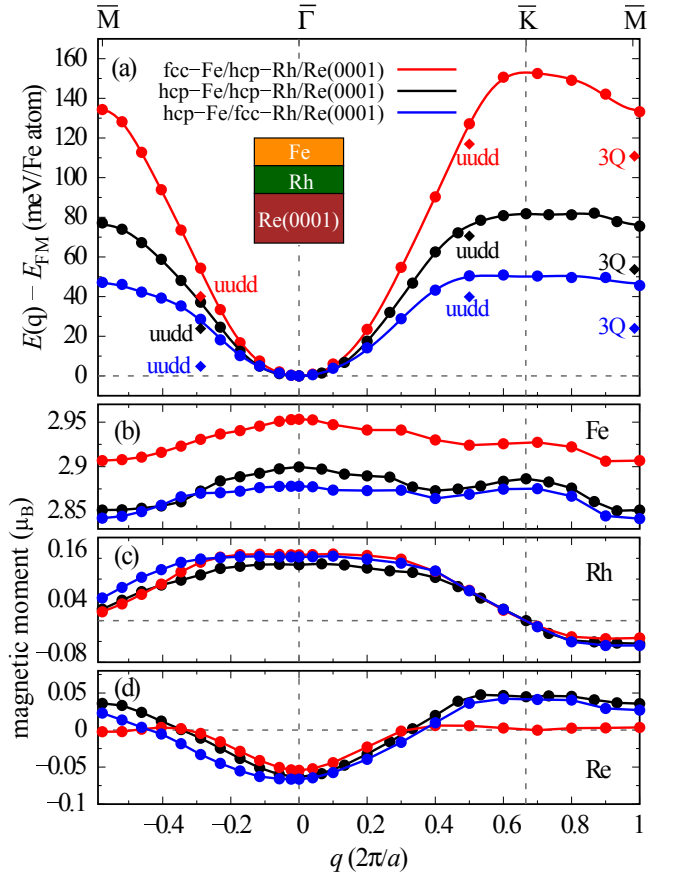 M̅ Γ̅ K̅ M̅
(a)
fcc−Fe/hcp−Rh/Re(0001)
hcp−Fe/hcp−Rh/Re(0001)
hcp−Fe/fcc−Rh/Re(0001)
Fe
Rh
Re(0001)
uudd
uudd
uudd
uudd
uudd
uudd
3Q
3Q
3Q
E(q) − E_FM (meV/Fe atom)
160
140
120
100
80
60
40
20
0
(b)
Fe
2.95
2.9
2.85
magnetic moment (μ_B)
(c)
Rh
0.16
0.04
−0.08
(d)
Re
0.05
0
−0.05
−0.1
−0.4 −0.2 0 0.2 0.4 0.6 0.8 1
q (2π/a)